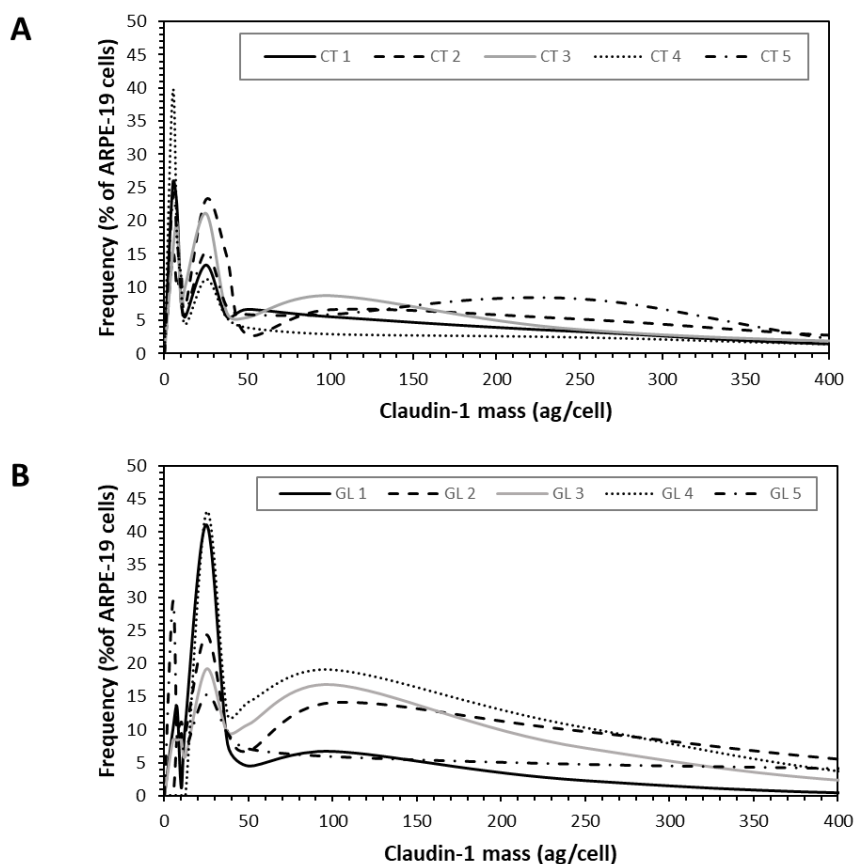 A
50
45
40
35
30
25
20
15
10
5
0
Frequency (% of ARPE-19 cells)
CT 1 CT 2 CT 3 CT 4 CT 5
0 50 100 150 200 250 300 350 400
Claudin-1 mass (ag/cell)
B
50
45
40
35
30
25
20
15
10
5
0
Frequency (%of ARPE-19 cells)
GL 1 GL 2 GL 3 GL 4 GL 5
0 50 100 150 200 250 300 350 400
Claudin-1 mass (ag/cell)